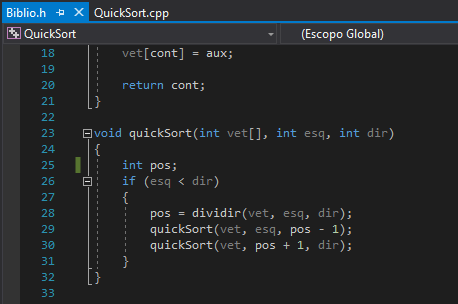 Biblio.h QuickSort.cpp
QuickSort (Escopo Global)
18 vet[cont] = aux;
19
20 return cont;
21 }
22
23 void quickSort(int vet[], int esq, int dir)
24 {
25 int pos;
26 if (esq < dir)
27 {
28 pos = dividir(vet, esq, dir);
29 quickSort(vet, esq, pos - 1);
30 quickSort(vet, pos + 1, dir);
31 }
32 }
33